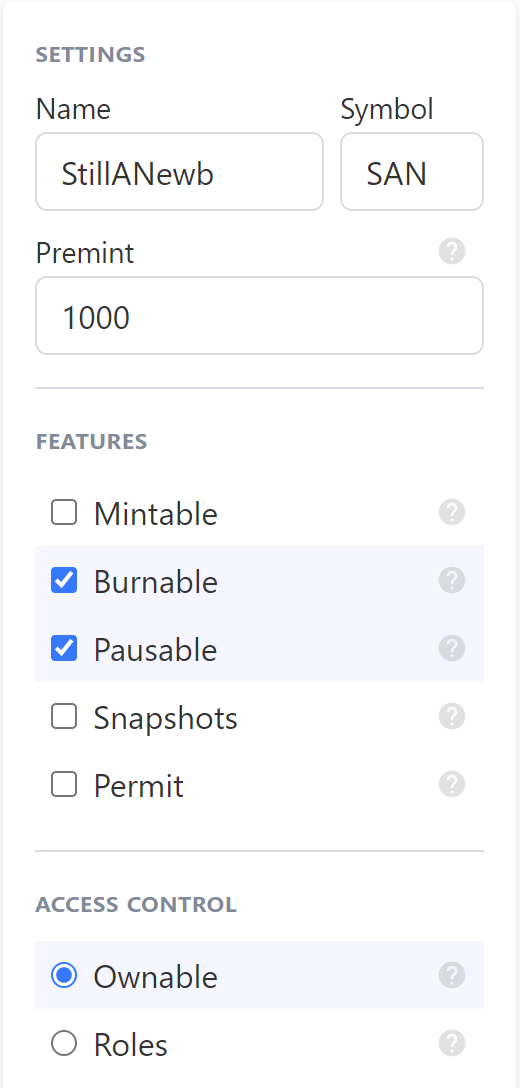 SETTINGS
Name Symbol
StillANewb SAN
Premint ?
1000
FEATURES
Mintable ?
Burnable ?
Pausable ?
Snapshots ?
Permit ?
ACCESS CONTROL
Ownable ?
Roles ?